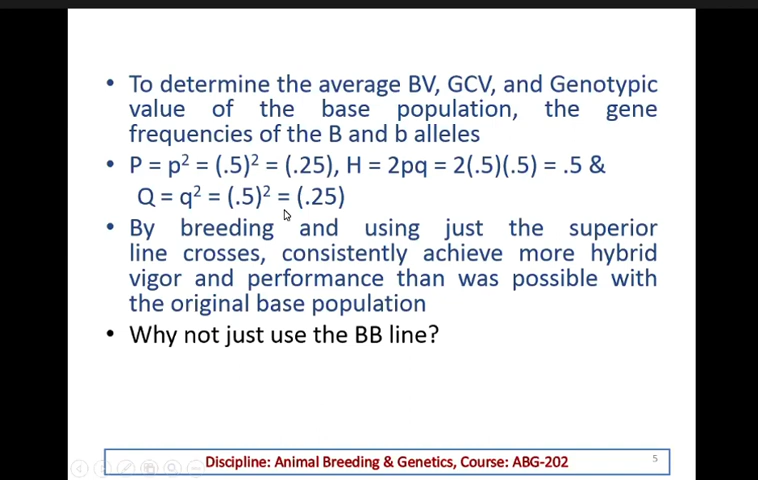 • To determine the average BV, GCV, and Genotypic
value of the base population, the gene
frequencies of the B and b alleles
• P = p² = (.5)² = (.25), H = 2pq = 2(.5)(.5) = .5 &
Q = q² = (.5)² = (.25)
• By breeding and using just the superior
line crosses, consistently achieve more hybrid
vigor and performance than was possible with
the original base population
• Why not just use the BB line?
Discipline: Animal Breeding & Genetics, Course: ABG-202
5